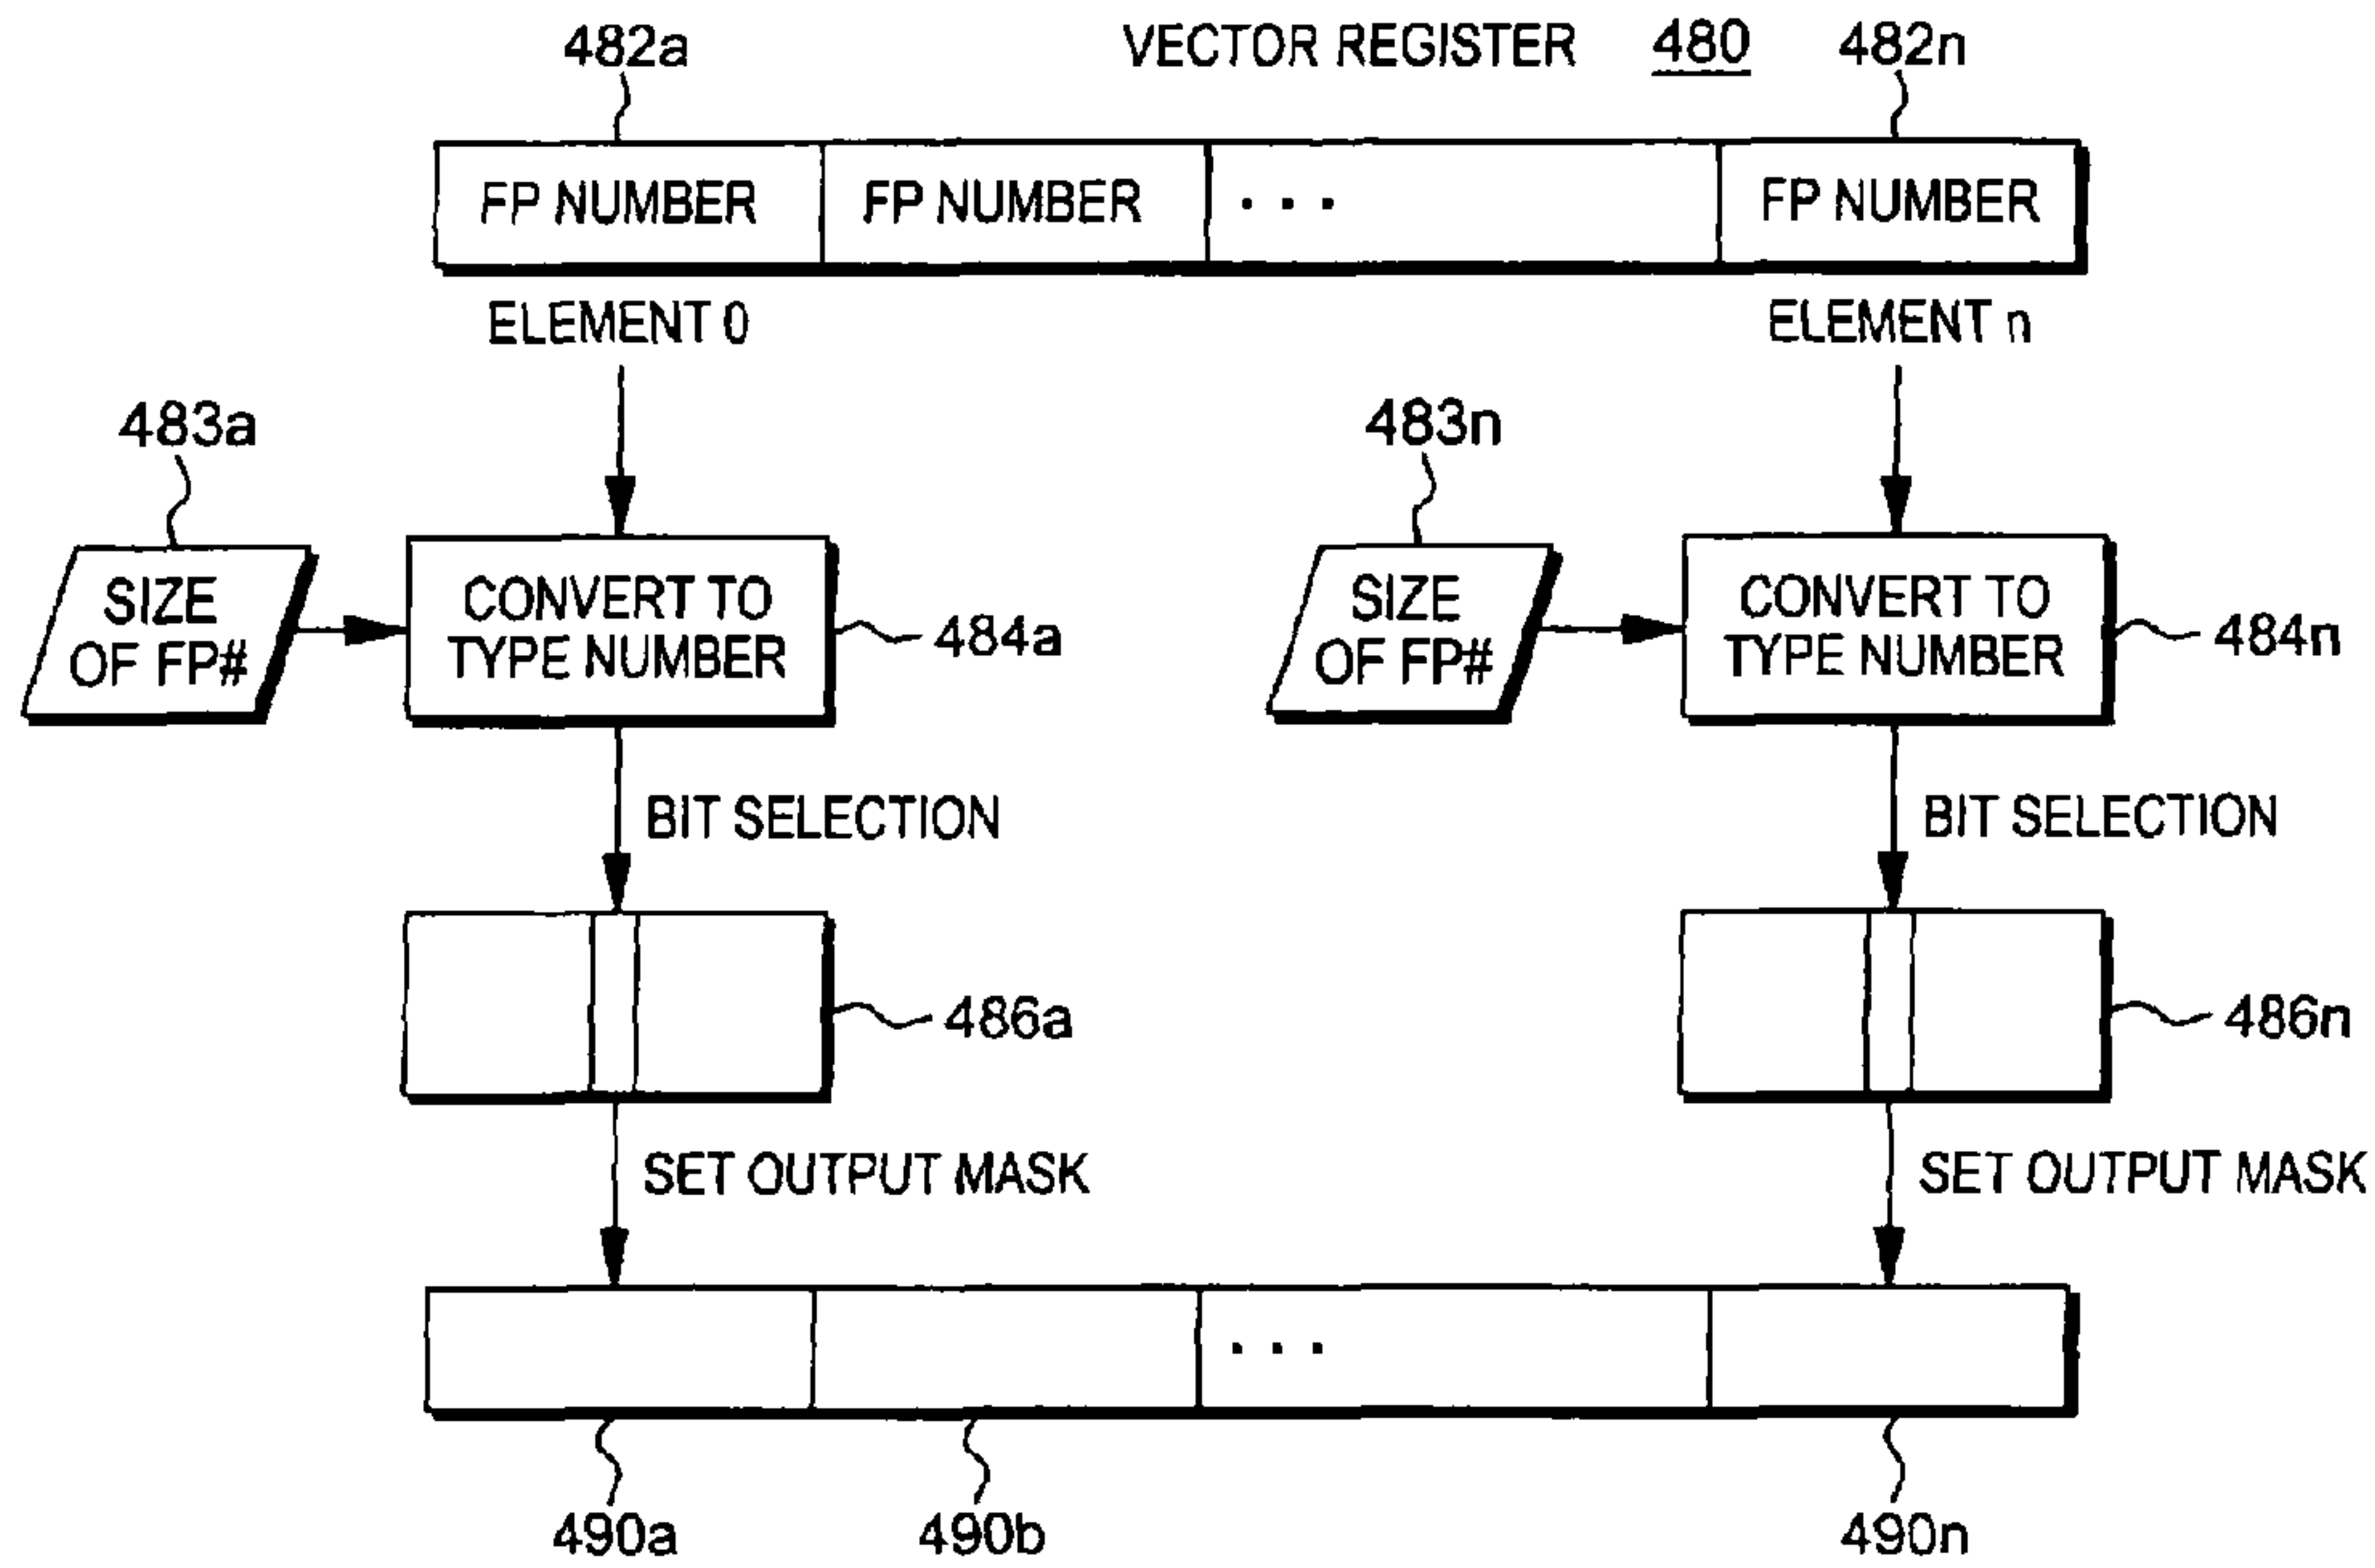 482a
VECTOR REGISTER 480
482n
FP NUMBER
FP NUMBER
. . .
FP NUMBER
ELEMENT 0
ELEMENT n
483a
483n
SIZE
OF FP#
CONVERT TO
TYPE NUMBER
484a
SIZE
OF FP#
CONVERT TO
TYPE NUMBER
484n
BIT SELECTION
BIT SELECTION
486a
486n
SET OUTPUT MASK
SET OUTPUT MASK
. . .
490a
490b
490n